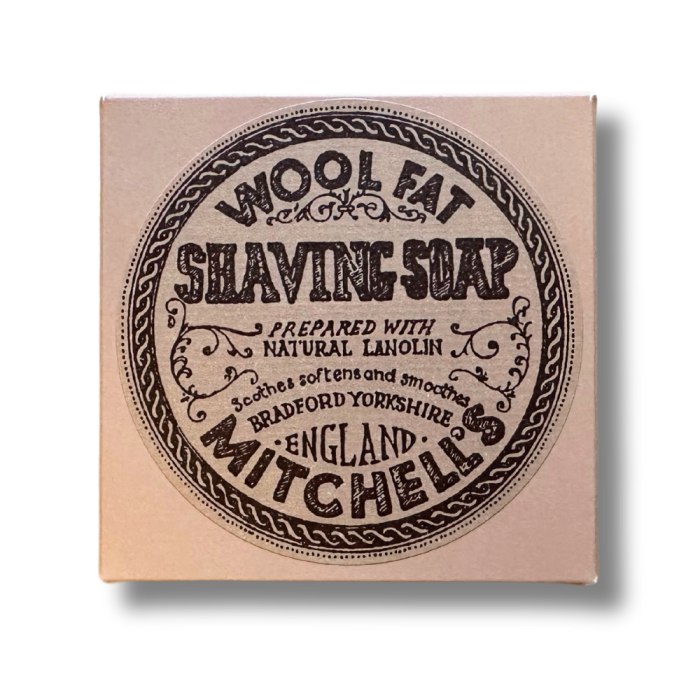 WOOL FAT
SHAVING SOAP
PREPARED WITH
NATURAL LANOLIN
Soothes softens and smoothes
BRADFORD YORKSHIRE
·ENGLAND·
MITCHELL'S